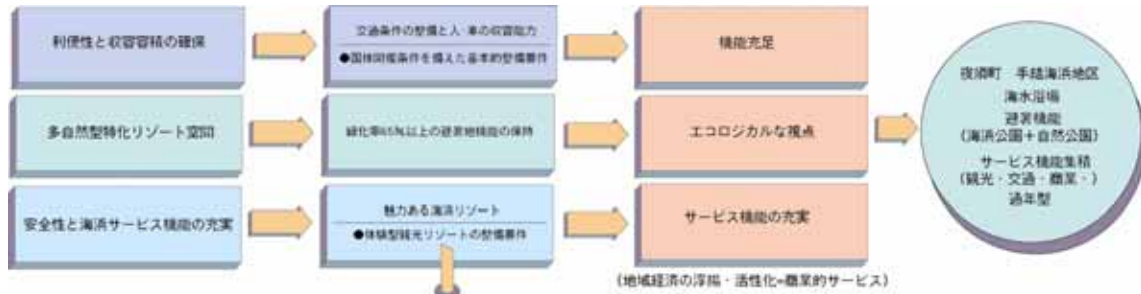 利便性と収容容積の確保
交通条件の整備と人・車の収容能力
●国体開催条件を備えた基本的整備要件
機能充足
多自然型特化リゾート空間
緑化率65%以上の避暑地機能の保持
エコロジカルな視点
安全性と海浜サービス機能の充実
魅力ある海浜リゾート
●体験型観光リゾートの整備要件
サービス機能の充実
(地域経済の浮揚・活性化=商業的サービス)
夜須町 手結海浜地区
海水浴場
避暑機能
(海浜公園+自然公園)
サービス機能集積
(観光・交通・商業・)
通年型